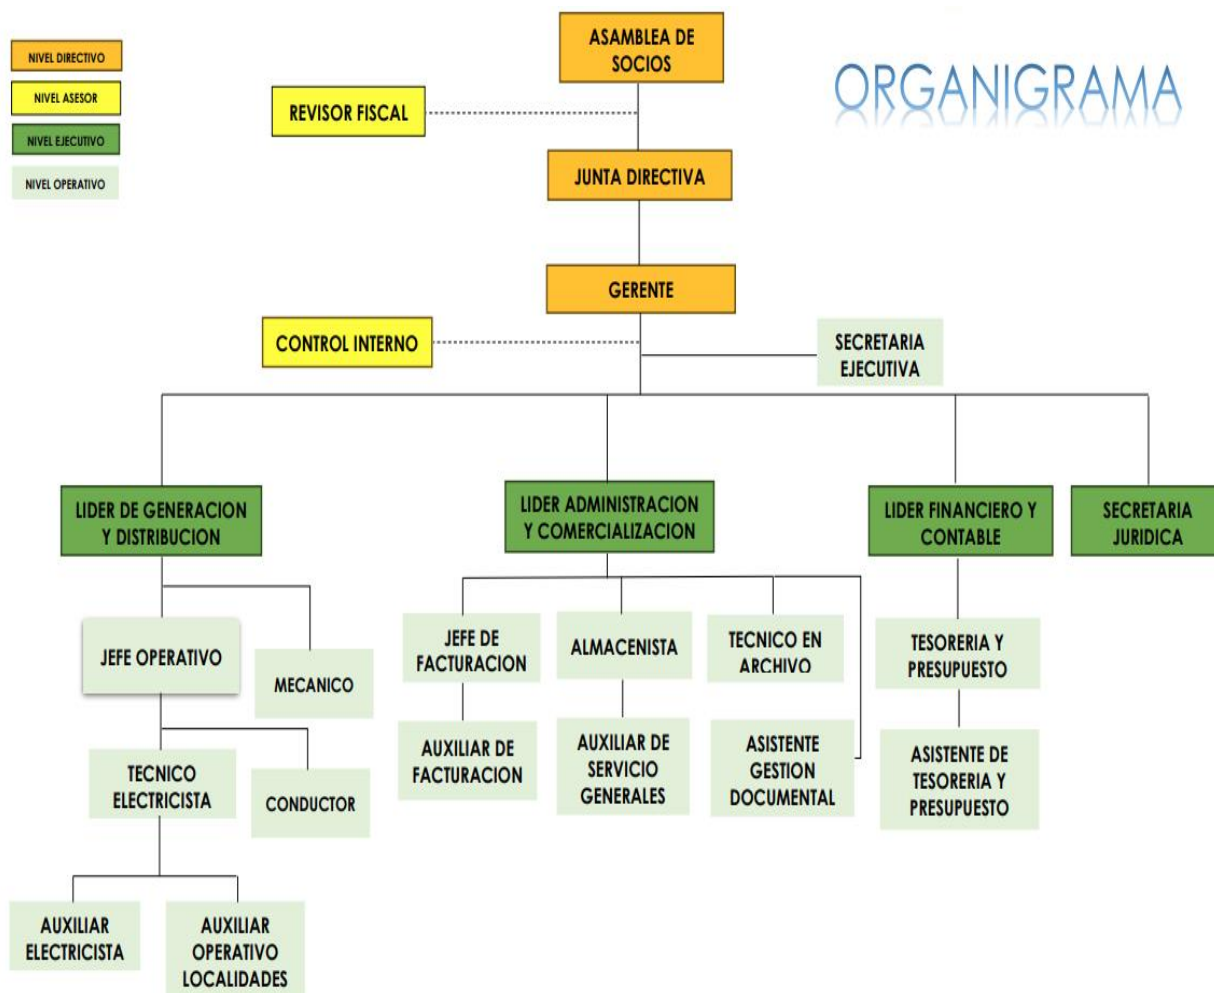 ASAMBLEA DE
SOCIOS
ORGANIGRAMA
NIVEL DIRECTIVO
NIVEL ASESOR
NIVEL EJECUTIVO
NIVEL OPERATIVO
REVISOR FISCAL
JUNTA DIRECTIVA
GERENTE
CONTROL INTERNO
SECRETARIA
EJECUTIVA
LIDER DE GENERACION
Y DISTRIBUCION
LIDER ADMINISTRACION
Y COMERCIALIZACION
LIDER FINANCIERO Y
CONTABLE
SECRETARIA
JURIDICA
JEFE OPERATIVO
MECANICO
JEFE DE
FACTURACION
ALMACENISTA
TECNICO EN
ARCHIVO
TESORERIA Y
PRESUPUESTO
TECNICO
ELECTRICISTA
CONDUCTOR
AUXILIAR DE
FACTURACION
AUXILIAR DE
SERVICIO
GENERALES
ASISTENTE
GESTION
DOCUMENTAL
ASISTENTE DE
TESORERIA Y
PRESUPUESTO
AUXILIAR
ELECTRICISTA
AUXILIAR
OPERATIVO
LOCALIDADES